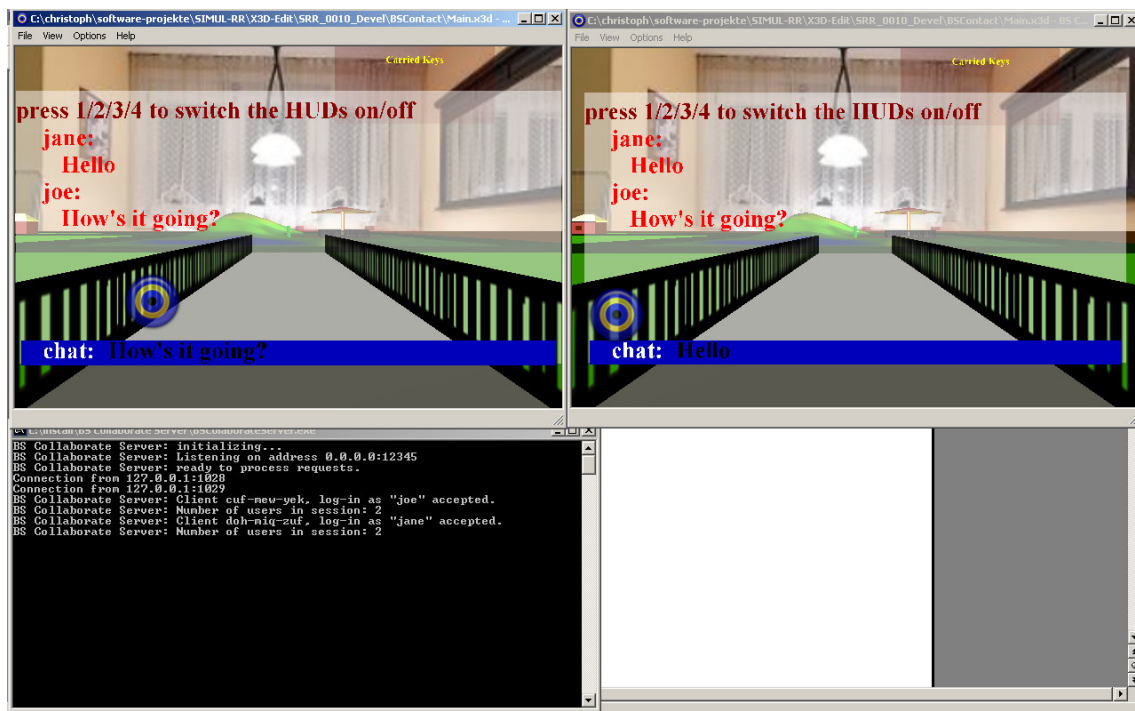 C:\christoph\software-projekte\SIMUL-RR\X3D-Edit\SRR_0010_Devel\BSContact\Main.x3d - ...
File View Options Help
Carried Keys
press 1/2/3/4 to switch the HUDs on/off
jane:
Hello
joe:
How's it going?
chat: How's it going?
C:\christoph\software-projekte\SIMUL-RR\X3D-Edit\SRR_0010_Devel\BSContact\Main.x3d - BS C...
File View Options Help
Carried Keys
press 1/2/3/4 to switch the HUDs on/off
jane:
Hello
joe:
How's it going?
chat: Hello
C:\install\BS Collaborate Server\BSCollaborateServer.exe
BS Collaborate Server: initializing...
BS Collaborate Server: Listening on address 0.0.0.0:12345
BS Collaborate Server: ready to process requests.
Connection from 127.0.0.1:1028
Connection from 127.0.0.1:1029
BS Collaborate Server: Client cuf-mew-yek, log-in as "joe" accepted.
BS Collaborate Server: Number of users in session: 2
BS Collaborate Server: Client doh-miq-zuf, log-in as "jane" accepted.
BS Collaborate Server: Number of users in session: 2